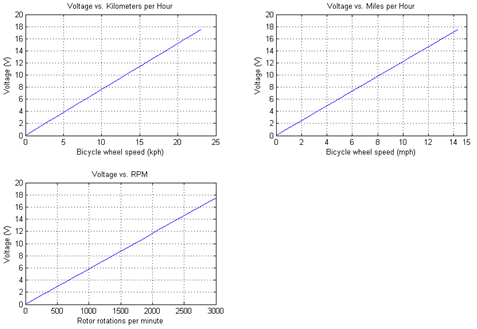 Voltage vs. Kilometers per Hour
20
18
16
14
12
10
8
6
4
2
0
Voltage (V)
0 5 10 15 20 25
Bicycle wheel speed (kph)
Voltage vs. Miles per Hour
20
18
16
14
12
10
8
6
4
2
0
Voltage (V)
0 2 4 6 8 10 12 14 15
Bicycle wheel speed (mph)
Voltage vs. RPM
20
18
16
14
12
10
8
6
4
2
0
Voltage (V)
0 500 1000 1500 2000 2500 3000
Rotor rotations per minute